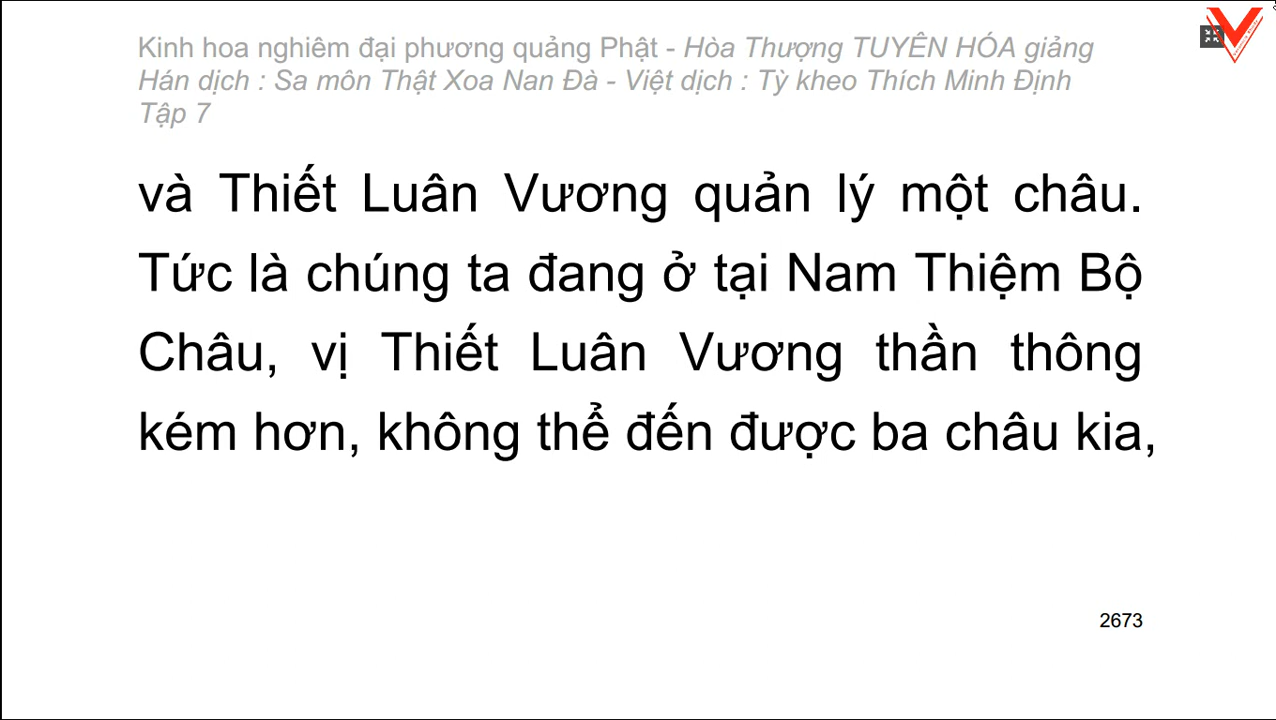 Kinh hoa nghiêm đại phương quảng Phật - Hòa Thượng TUYÊN HÓA giảng
Hán dịch : Sa môn Thật Xoa Nan Đà - Việt dịch : Tỳ kheo Thích Minh Định
Tập 7
và Thiết Luân Vương quản lý một châu.
Tức là chúng ta đang ở tại Nam Thiệm Bộ
Châu, vị Thiết Luân Vương thần thông
kém hơn, không thể đến được ba châu kia,
2673